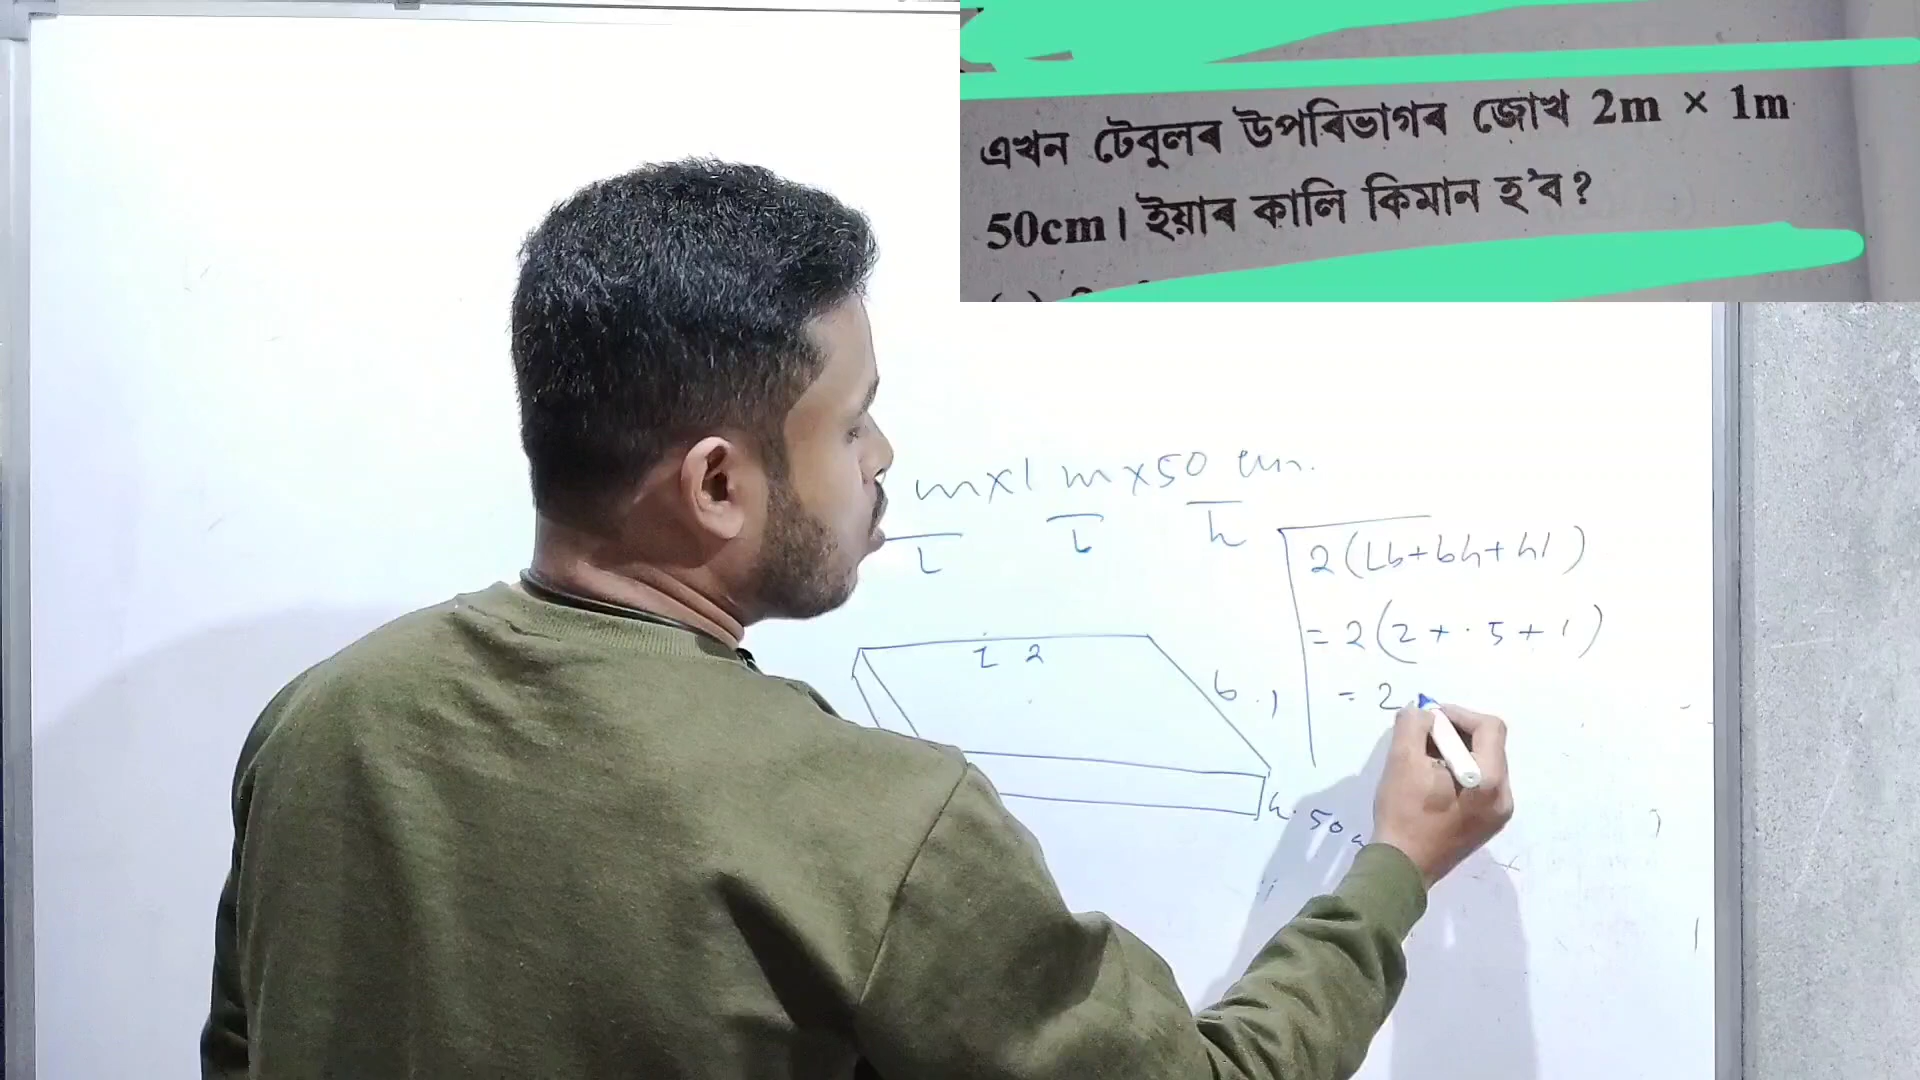 এখন টেবুলৰ উপৰিভাগৰ জোখ 2m × 1m
50cm। ইয়াৰ কালি কিমান হ'ব?
m×1 m×50 cm.
L
h
2(Lb+bh+hl)
=2(2+.5+1)
= 2
2
b.1
h.50